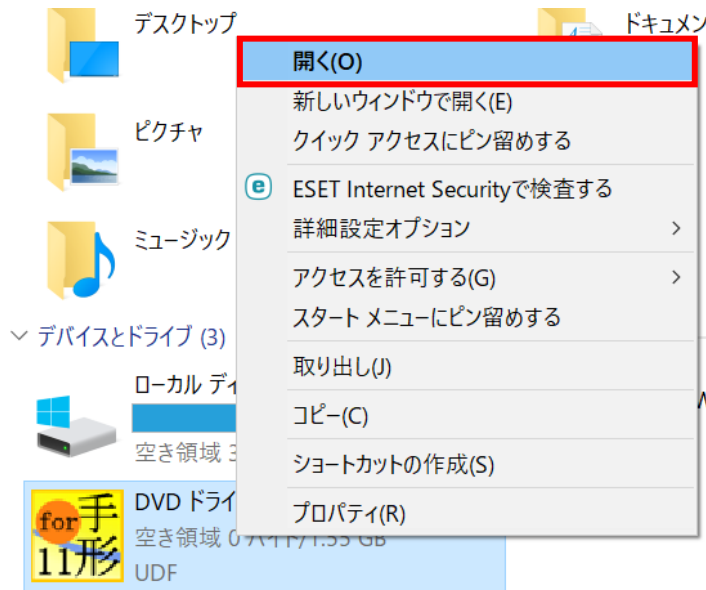 デスクトップ
ドキュメン
開く(O)
新しいウィンドウで開く(E)
ピクチャ
クイック アクセスにピン留めする
e
ESET Internet Securityで検査する
詳細設定オプション
ミュージック
アクセスを許可する(G)
スタート メニューにピン留めする
デバイスとドライブ (3)
取り出し(J)
ローカル ディ
コピー(C)
空き領域 3
ショートカットの作成(S)
DVD ドライ
プロパティ(R)
空き領域 0 バイト/1.55 GB
UDF
for 手形
11